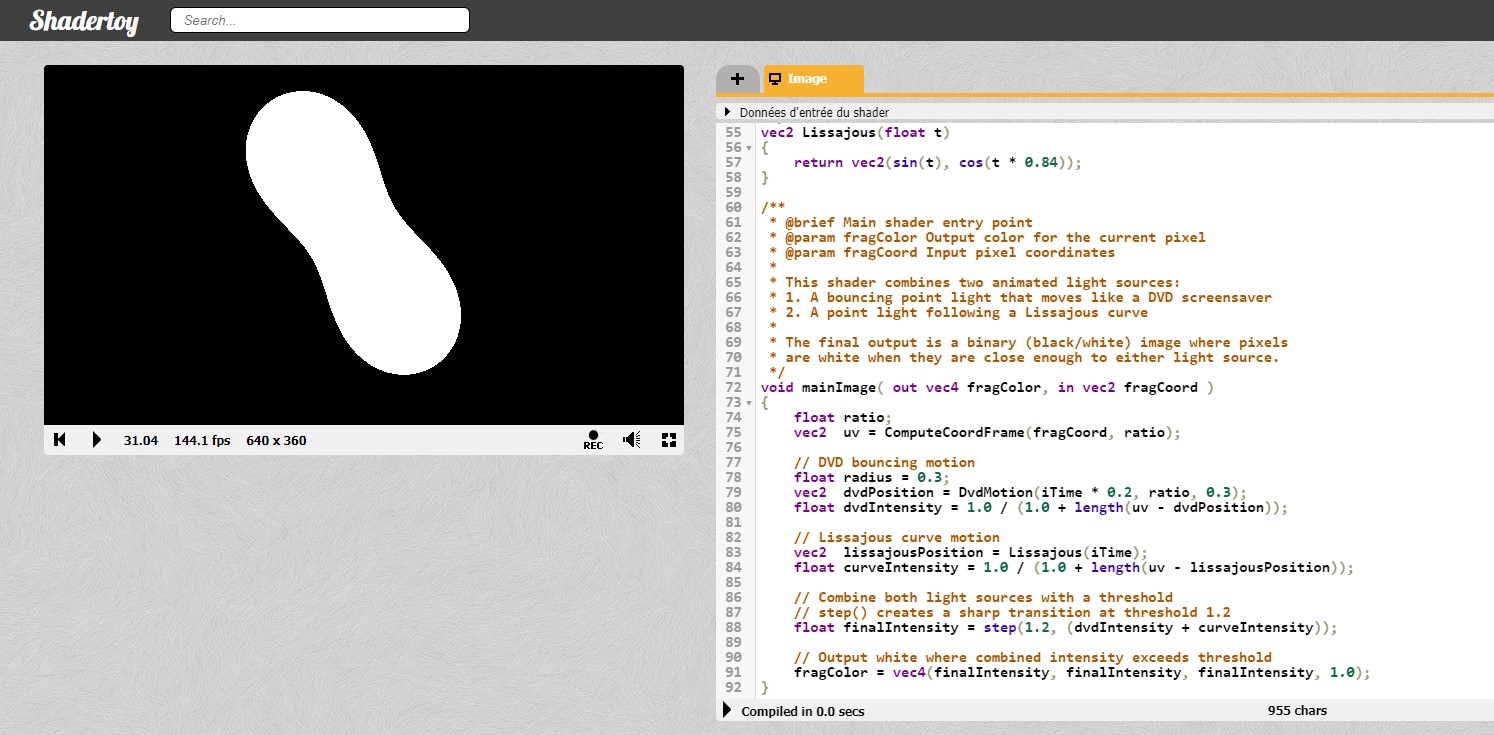 Shadertoy
Search...
+
Image
Données d'entrée du shader
55 vec2 Lissajous(float t)
56 {
57     return vec2(sin(t), cos(t * 0.84));
58 }
59
60 /**
61  * @brief Main shader entry point
62  * @param fragColor Output color for the current pixel
63  * @param fragCoord Input pixel coordinates
64  *
65  * This shader combines two animated light sources:
66  * 1. A bouncing point light that moves like a DVD screensaver
67  * 2. A point light following a Lissajous curve
68  *
69  * The final output is a binary (black/white) image where pixels
70  * are white when they are close enough to either light source.
71  */
72 void mainImage( out vec4 fragColor, in vec2 fragCoord )
73 {
74     float ratio;
75     vec2  uv = ComputeCoordFrame(fragCoord, ratio);
76
77     // DVD bouncing motion
78     float radius = 0.3;
79     vec2  dvdPosition = DvdMotion(iTime * 0.2, ratio, 0.3);
80     float dvdIntensity = 1.0 / (1.0 + length(uv - dvdPosition));
81
82     // Lissajous curve motion
83     vec2  lissajousPosition = Lissajous(iTime);
84     float curveIntensity = 1.0 / (1.0 + length(uv - lissajousPosition));
85
86     // Combine both light sources with a threshold
87     // step() creates a sharp transition at threshold 1.2
88     float finalIntensity = step(1.2, (dvdIntensity + curveIntensity));
89
90     // Output white where combined intensity exceeds threshold
91     fragColor = vec4(finalIntensity, finalIntensity, finalIntensity, 1.0);
92 }
31.04 144.1 fps 640 x 360 REC
Compiled in 0.0 secs 955 chars